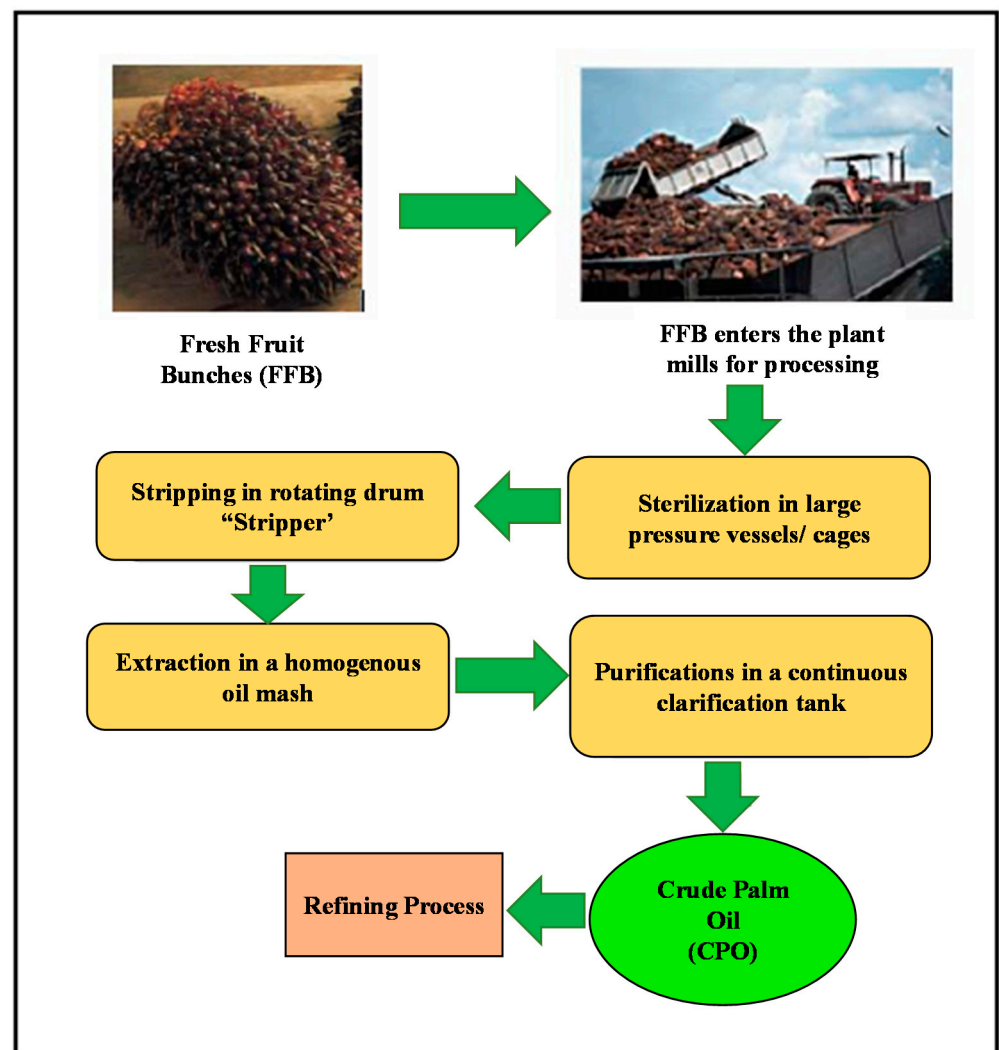 Fresh Fruit
Bunches (FFB)
FFB enters the plant
mills for processing
Sterilization in large
pressure vessels/ cages
Stripping in rotating drum
“Stripper’
Extraction in a homogenous
oil mash
Purifications in a continuous
clarification tank
Crude Palm
Oil
(CPO)
Refining Process